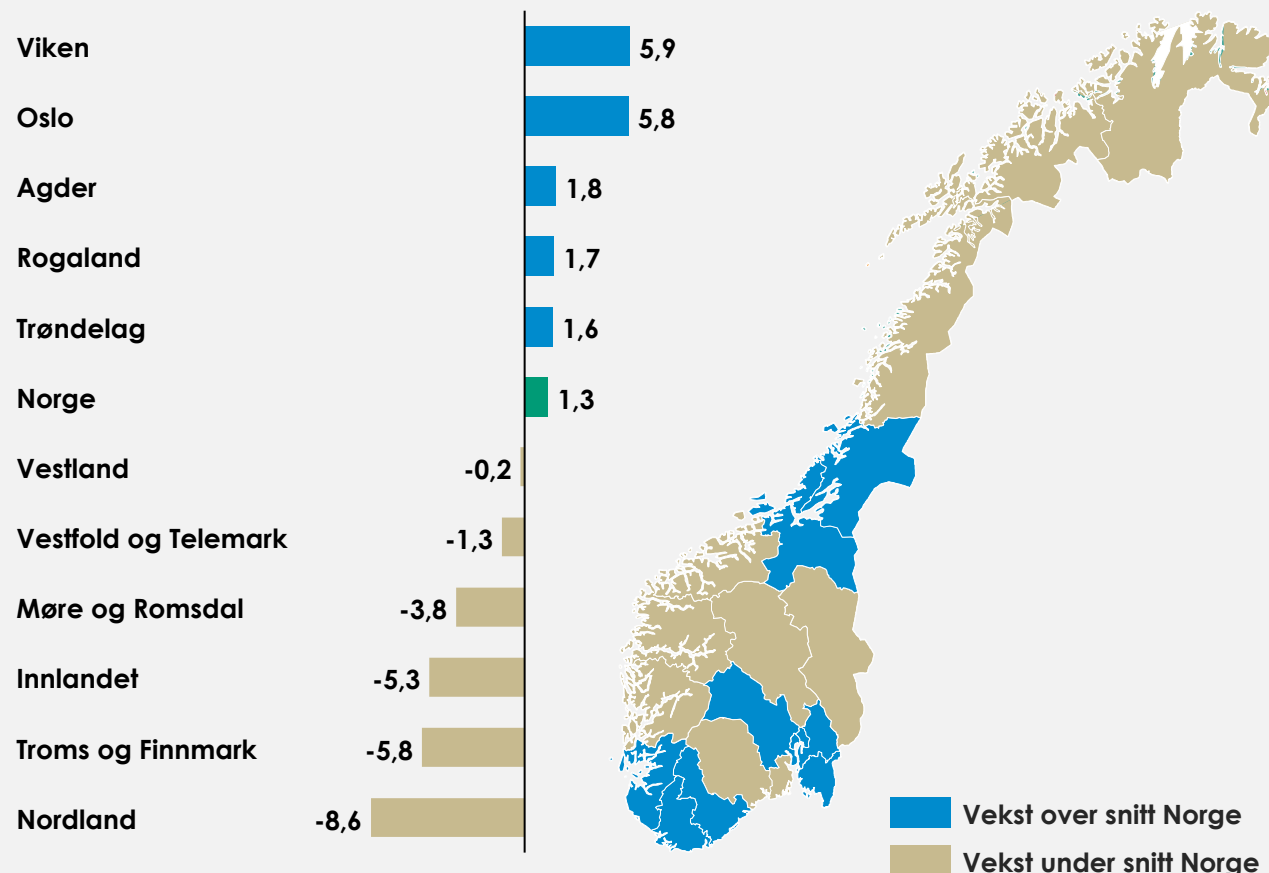 Viken 5,9
Oslo 5,8
Agder 1,8
Rogaland 1,7
Trøndelag 1,6
Norge 1,3
Vestland -0,2
Vestfold og Telemark -1,3
Møre og Romsdal -3,8
Innlandet -5,3
Troms og Finnmark -5,8
Nordland -8,6
Vekst over snitt Norge
Vekst under snitt Norge